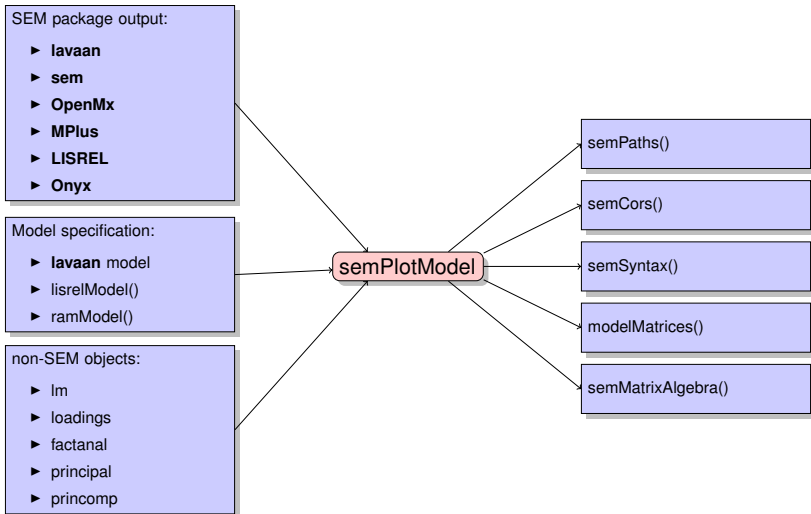 SEM package output:
► lavaan
► sem
► OpenMx
► MPlus
► LISREL
► Onyx
Model specification:
► lavaan model
► lisrelModel()
► ramModel()
non-SEM objects:
► lm
► loadings
► factanal
► principal
► princomp
semPlotModel
semPaths()
semCors()
semSyntax()
modelMatrices()
semMatrixAlgebra()